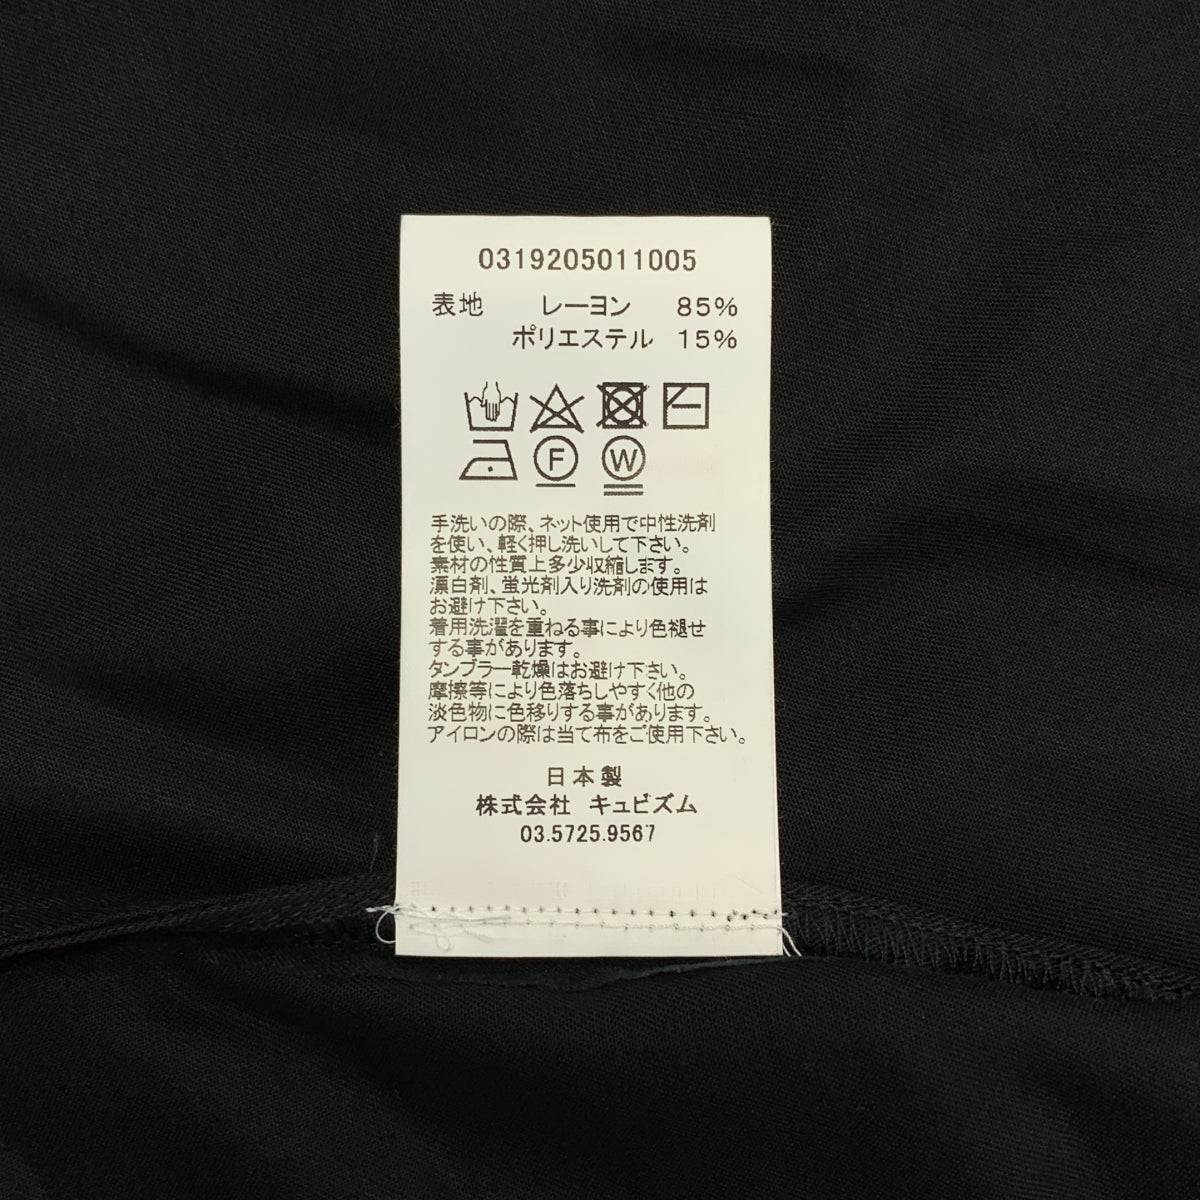 0319205011005
表地 レーヨン 85%
ポリエステル 15%
F W
手洗いの際、ネット使用で中性洗剤
を使い、軽く押し洗いして下さい。
素材の性質上多少収縮します。
漂白剤、蛍光剤入り洗剤の使用は
お避け下さい。
着用洗濯を重ねる事により色褪せ
する事があります。
タンブラー乾燥はお避け下さい。
摩擦等により色落ちしやすく他の
淡色物に色移りする事があります。
アイロンの際は当て布をご使用下さい。
日本製
株式会社 キュビズム
03.5725.9567